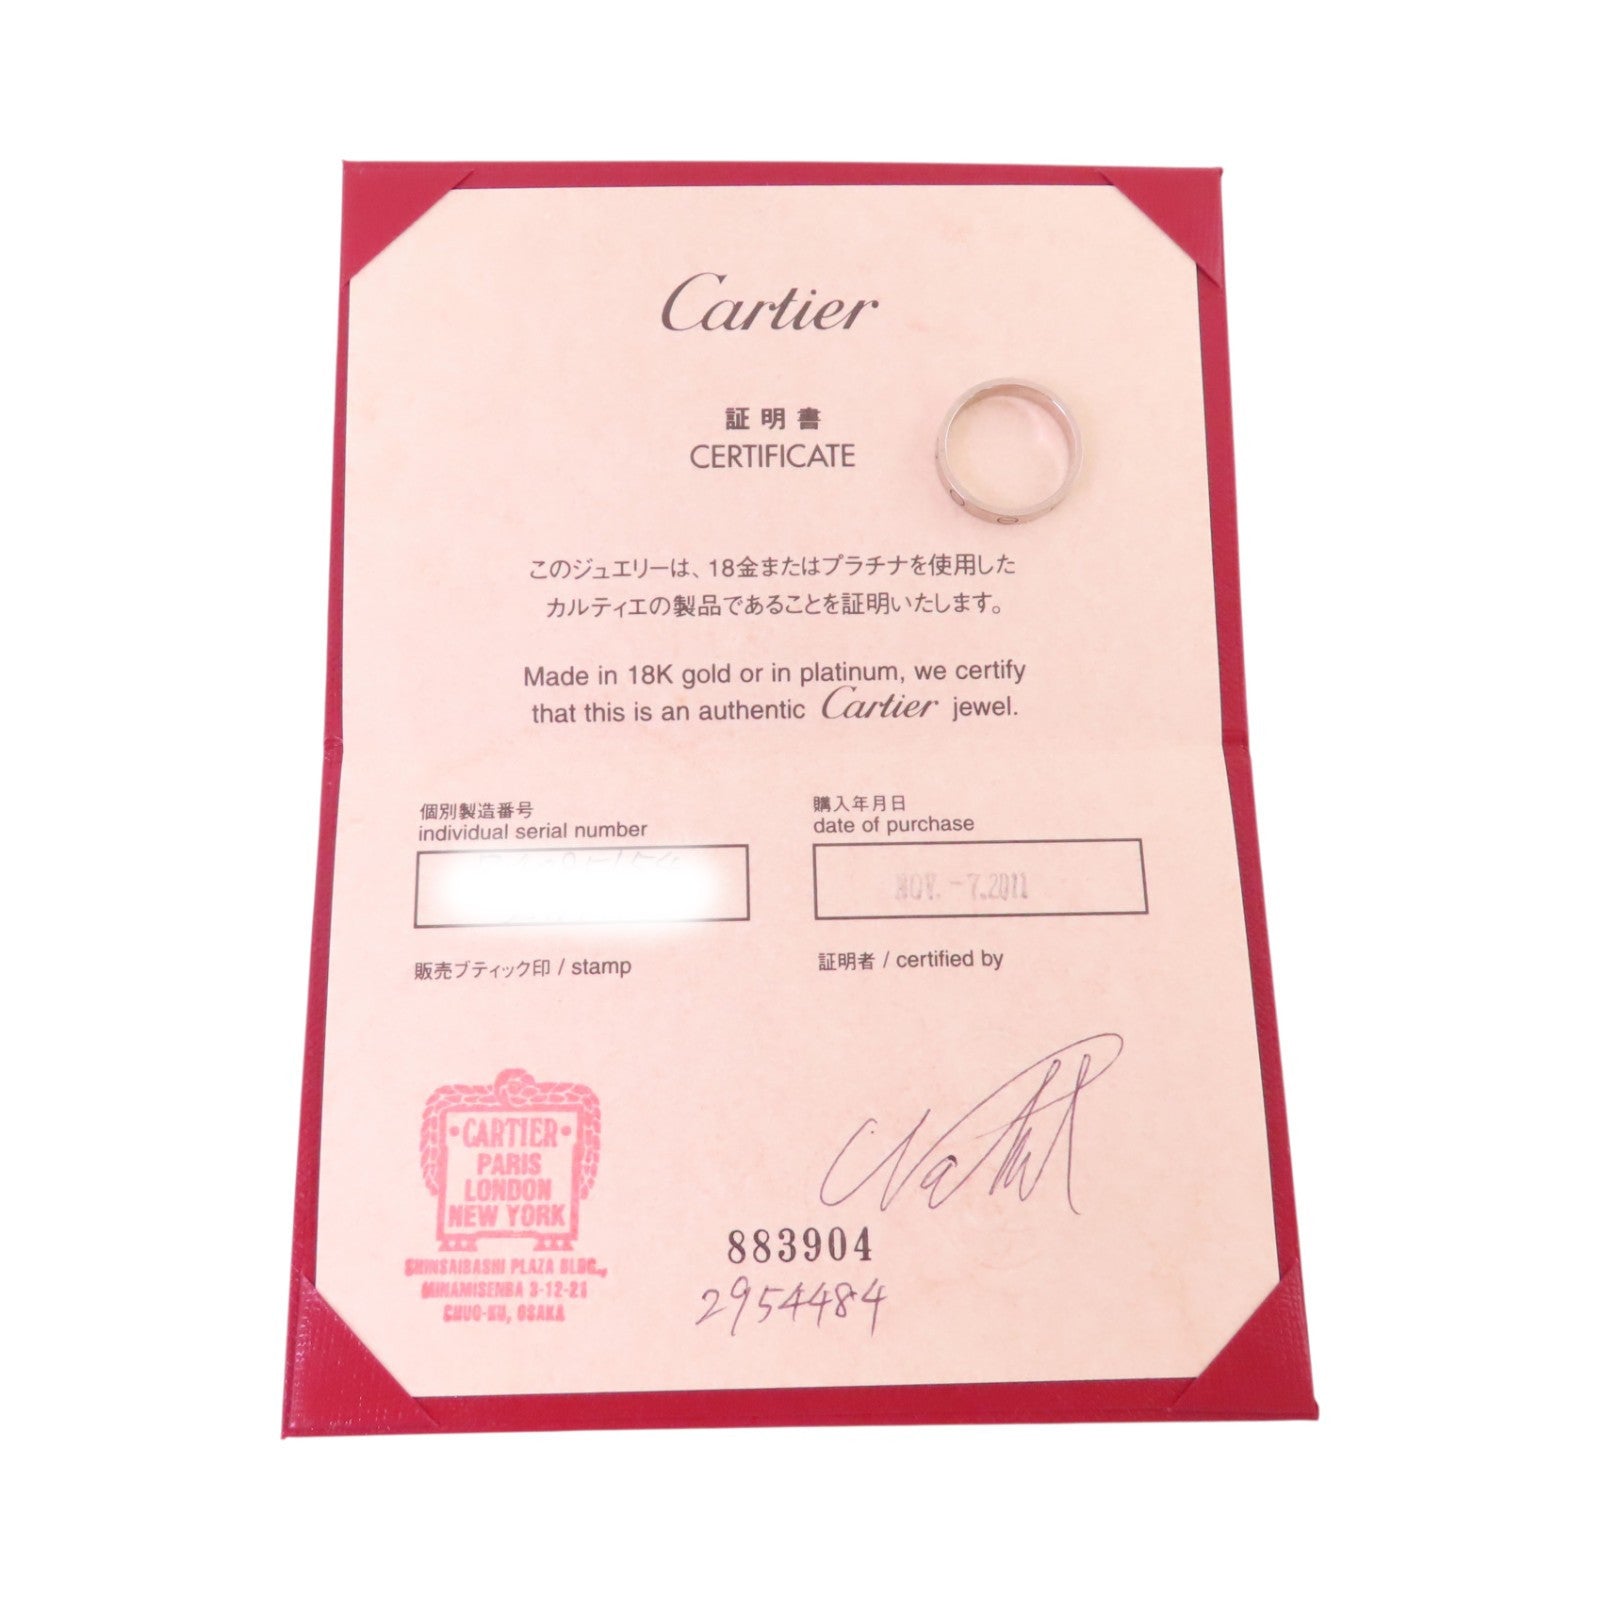 Cartier
証明書
CERTIFICATE
このジュエリーは、18金またはプラチナを使用した
カルティエの製品であることを証明いたします。
Made in 18K gold or in platinum, we certify
that this is an authentic Cartier jewel.
個別製造番号
individual serial number
購入年月日
date of purchase
NOV. -7.2011
販売ブティック印 / stamp
証明者 / certified by
•CARTIER•
PARIS
LONDON
NEW YORK
SHINSAIBASHI PLAZA BLDG.,
MINAMISENBA 3-12-21
CHUO-KU, OSAKA
883904
2954484